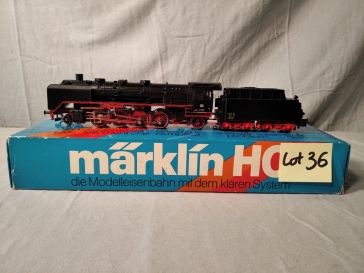 märklin HO
Lot 36
die Modelleisenbahn mit dem klaren System